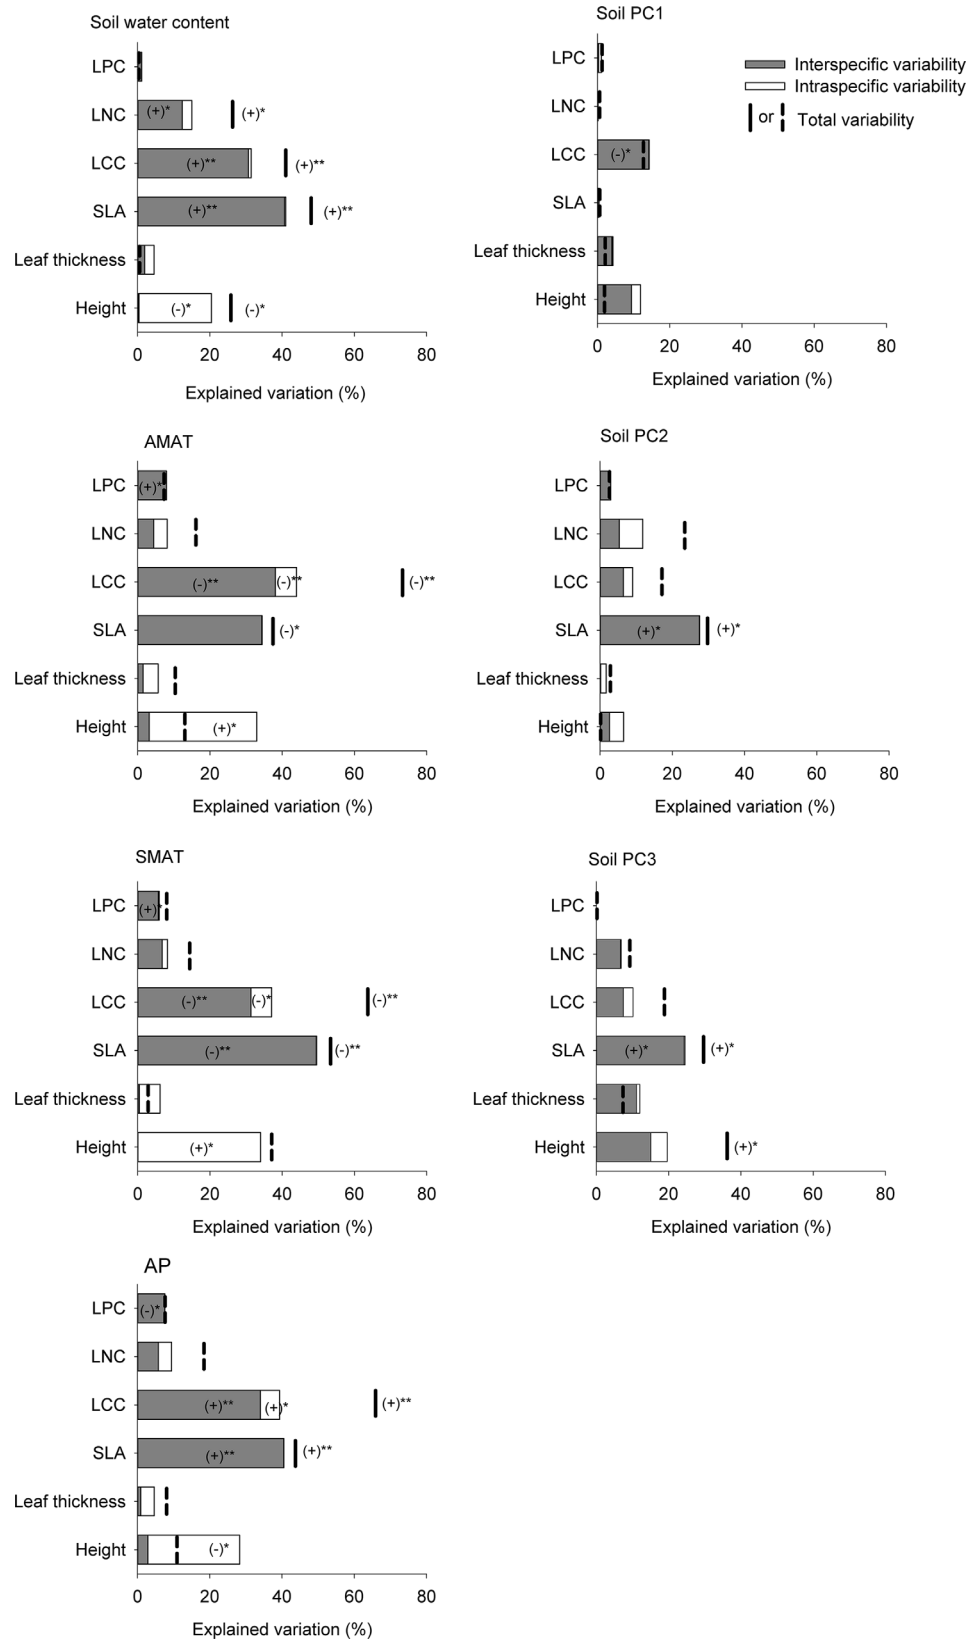 Soil water content
LPC
LNC (+)* (+)*
LCC (+)** (+)**
SLA (+)** (+)**
Leaf thickness
Height (-)* (-)*
0 20 40 60 80
Explained variation (%)
Soil PC1
LPC
LNC
LCC (-)*
SLA
Leaf thickness
Height
0 20 40 60 80
Explained variation (%)
Interspecific variability
Intraspecific variability
or Total variability
AMAT
LPC (+)*
LNC
LCC (-)** (-)** (-)**
SLA (-)*
Leaf thickness
Height (+)*
0 20 40 60 80
Explained variation (%)
Soil PC2
LPC
LNC
LCC
SLA (+)* (+)*
Leaf thickness
Height
0 20 40 60 80
Explained variation (%)
SMAT
LPC (+)*
LNC
LCC (-)** (-)* (-)**
SLA (-)** (-)**
Leaf thickness
Height (+)*
0 20 40 60 80
Explained variation (%)
Soil PC3
LPC
LNC
LCC
SLA (+)* (+)*
Leaf thickness
Height (+)*
0 20 40 60 80
Explained variation (%)
AP
LPC (-)*
LNC
LCC (+)** (+)* (+)**
SLA (+)** (+)**
Leaf thickness
Height (-)*
0 20 40 60 80
Explained variation (%)